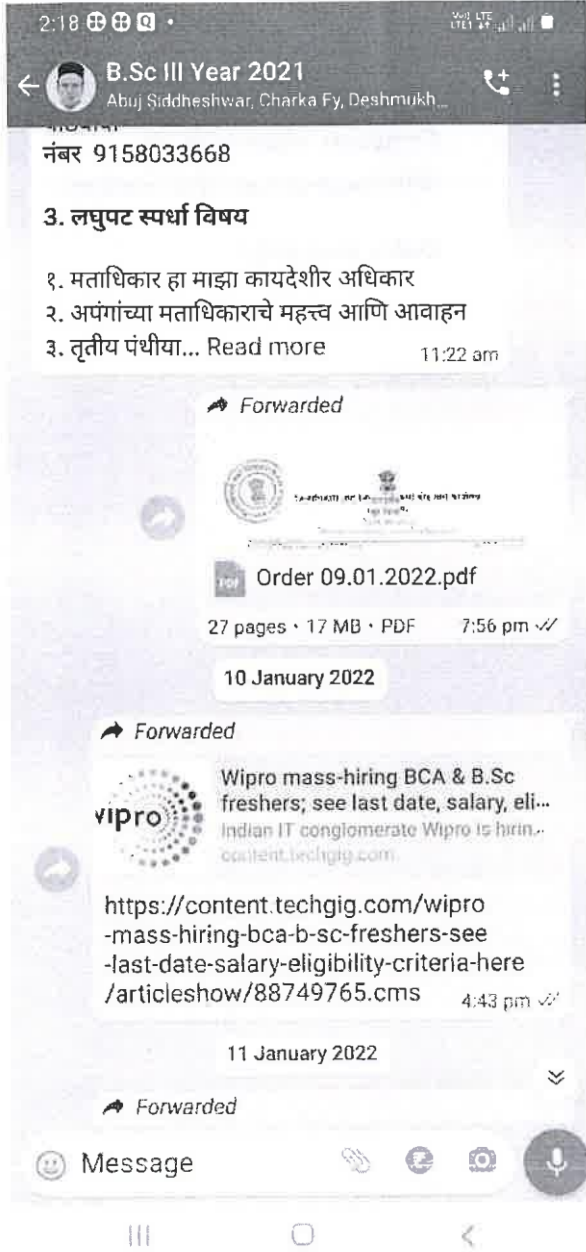 2:18
B.Sc III Year 2021
Abuj Siddheshwar, Charka Fy, Deshmukh...
नंबर 9158033668
3. लघुपट स्पर्धा विषय
१. मताधिकार हा माझा कायदेशीर अधिकार
२. अपंगांच्या मताधिकाराचे महत्त्व आणि आवाहन
३. तृतीय पंथीया... Read more
11:22 am
Forwarded
PDF
Order 09.01.2022.pdf
27 pages • 17 MB • PDF
7:56 pm
10 January 2022
Forwarded
wipro
Wipro mass-hiring BCA & B.Sc
freshers; see last date, salary, eli...
Indian IT conglomerate Wipro is hirin...
content.techgig.com
https://content.techgig.com/wipro
-mass-hiring-bca-b-sc-freshers-see
-last-date-salary-eligibility-criteria-here
/articleshow/88749765.cms
4:43 pm
11 January 2022
Forwarded
Message